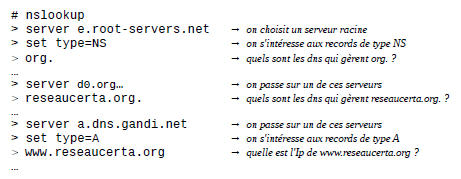 # nslookup
> server e.root-servers.net → on choisit un serveur racine
> set type=NS → on s'intéresse aux records de type NS
> org. → quels sont les dns qui gèrent org. ?
…
> server d0.org… → on passe sur un de ces serveurs
> reseaucerta.org. → quels sont les dns qui gèrent reseaucerta.org. ?
…
> server a.dns.gandi.net → on passe sur un de ces serveurs
> set type=A → on s'intéresse aux records de type A
> www.reseaucerta.org → quelle est l'Ip de www.reseaucerta.org ?
…